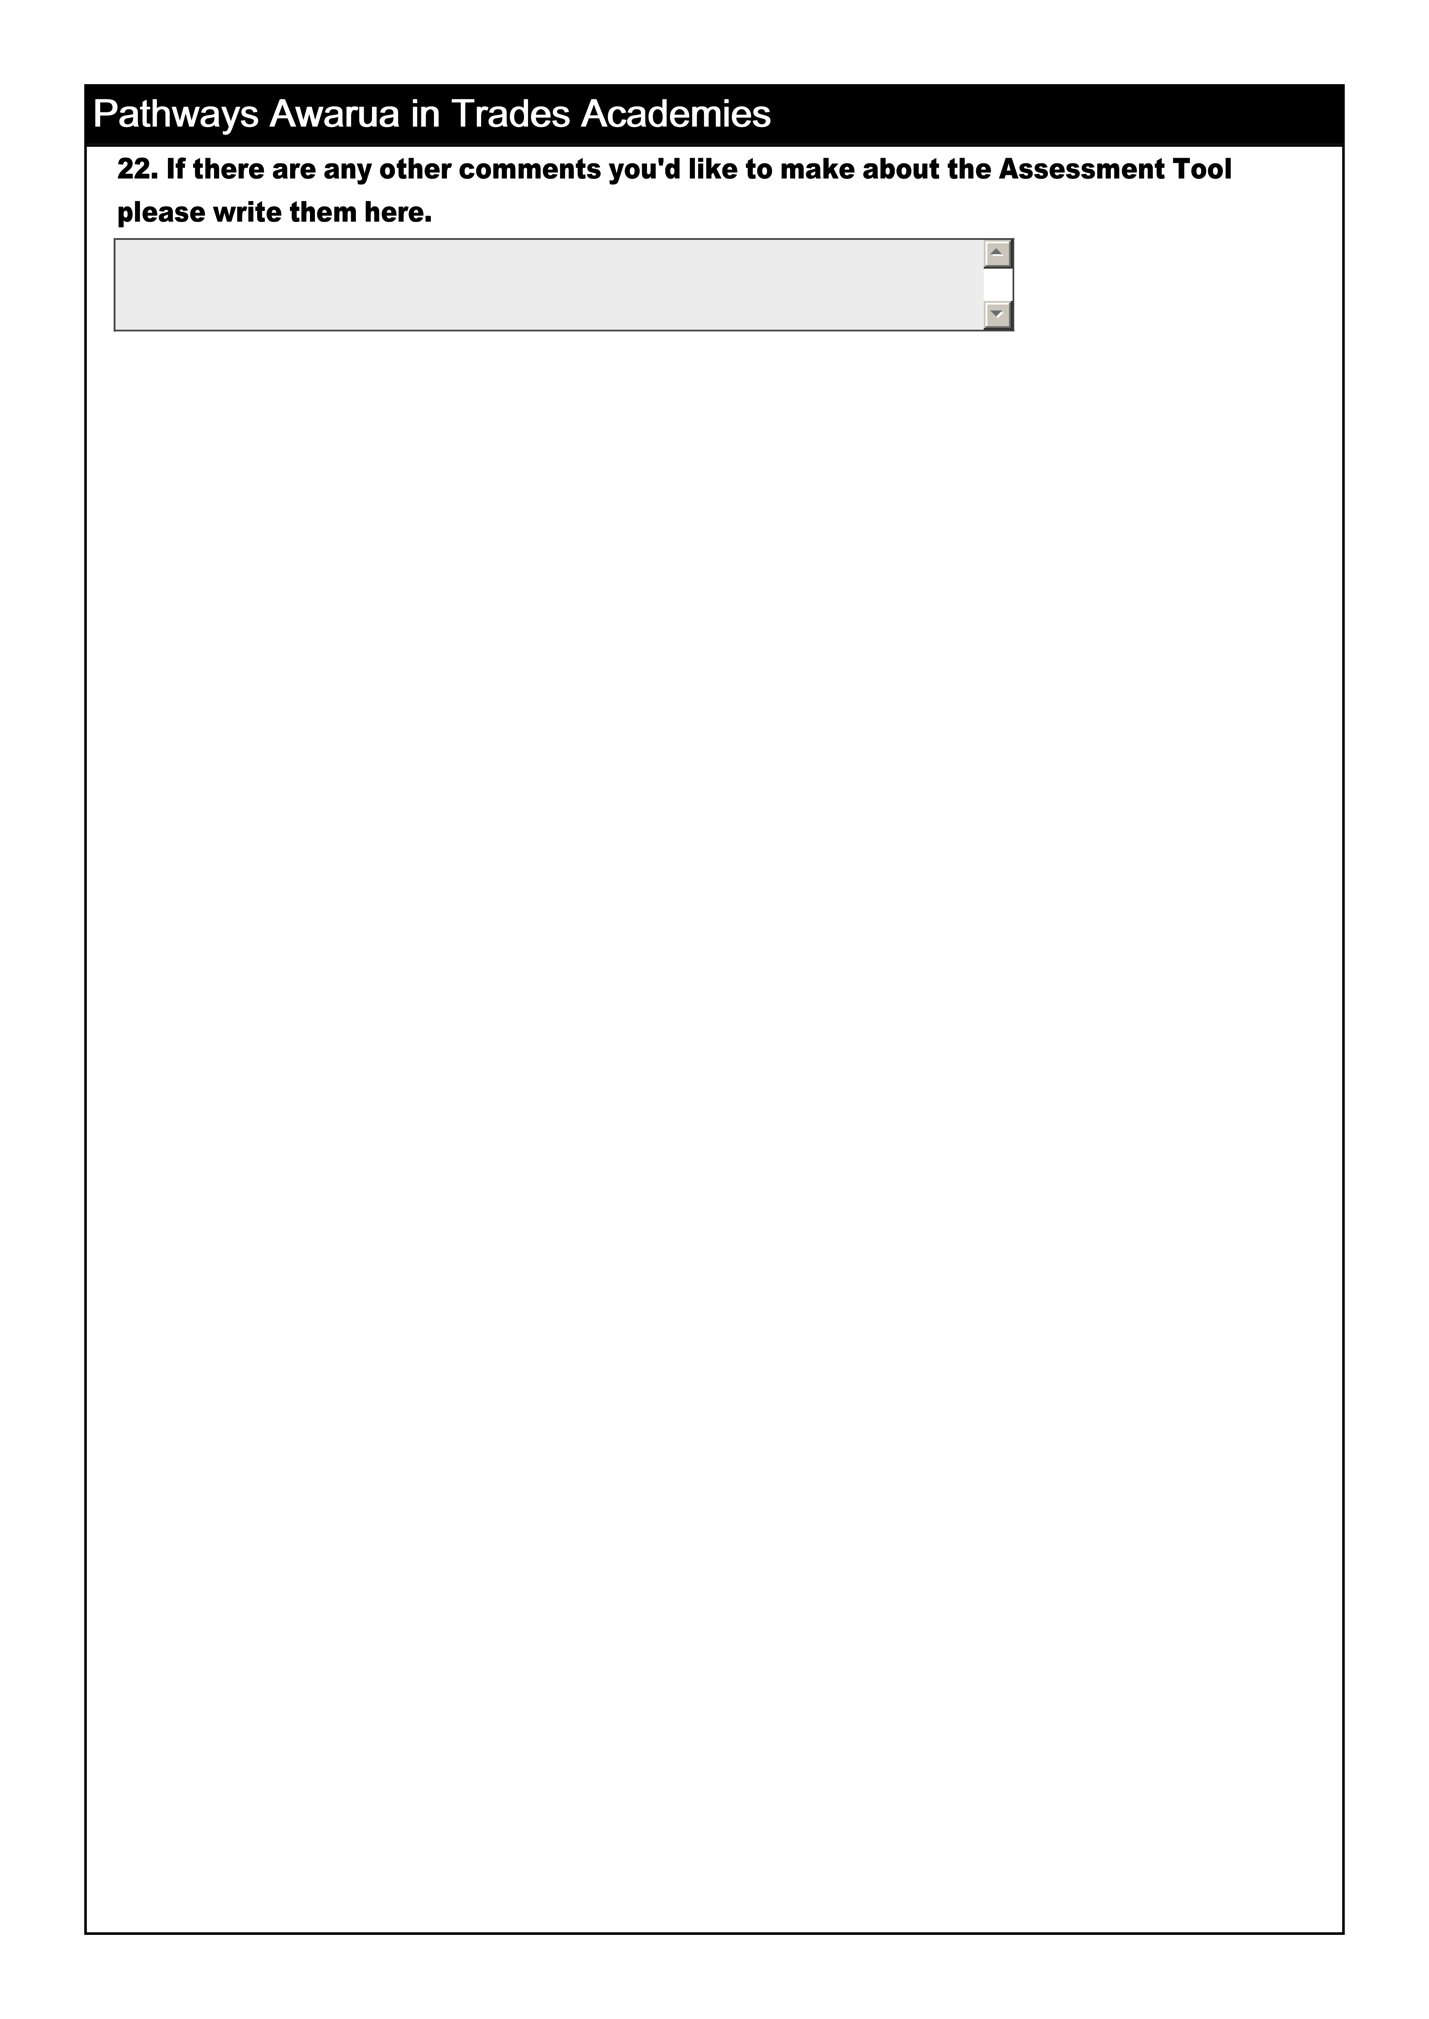 Pathways Awarua in Trades Academies
22. If there are any other comments you'd like to make about the Assessment Tool
please write them here.